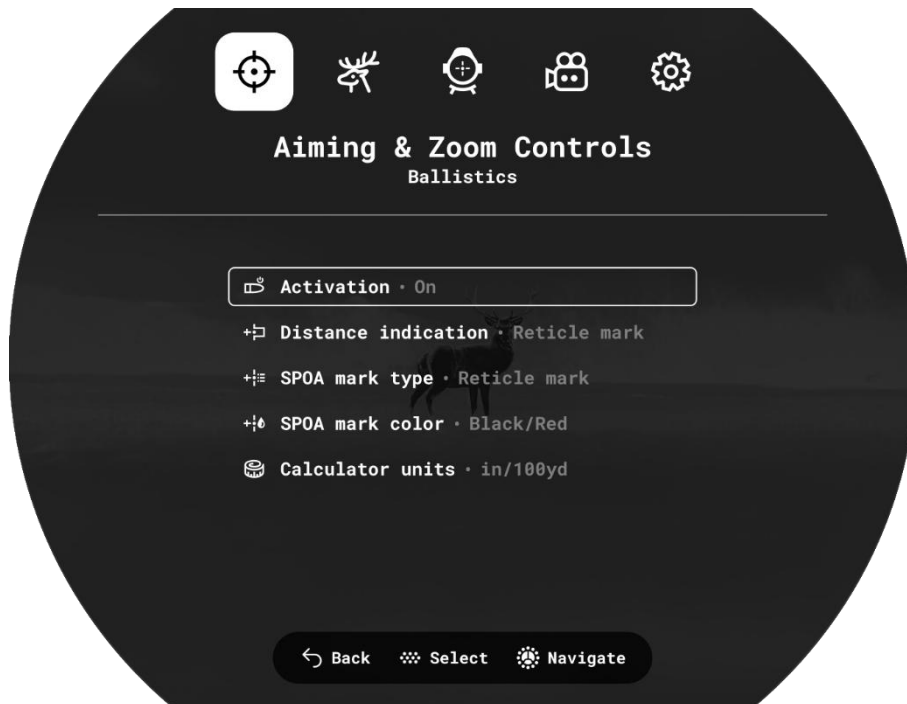 Aiming & Zoom Controls
Ballistics
Activation · On
Distance indication · Reticle mark
SPOA mark type · Reticle mark
SPOA mark color · Black/Red
Calculator units · in/100yd
Back Select Navigate